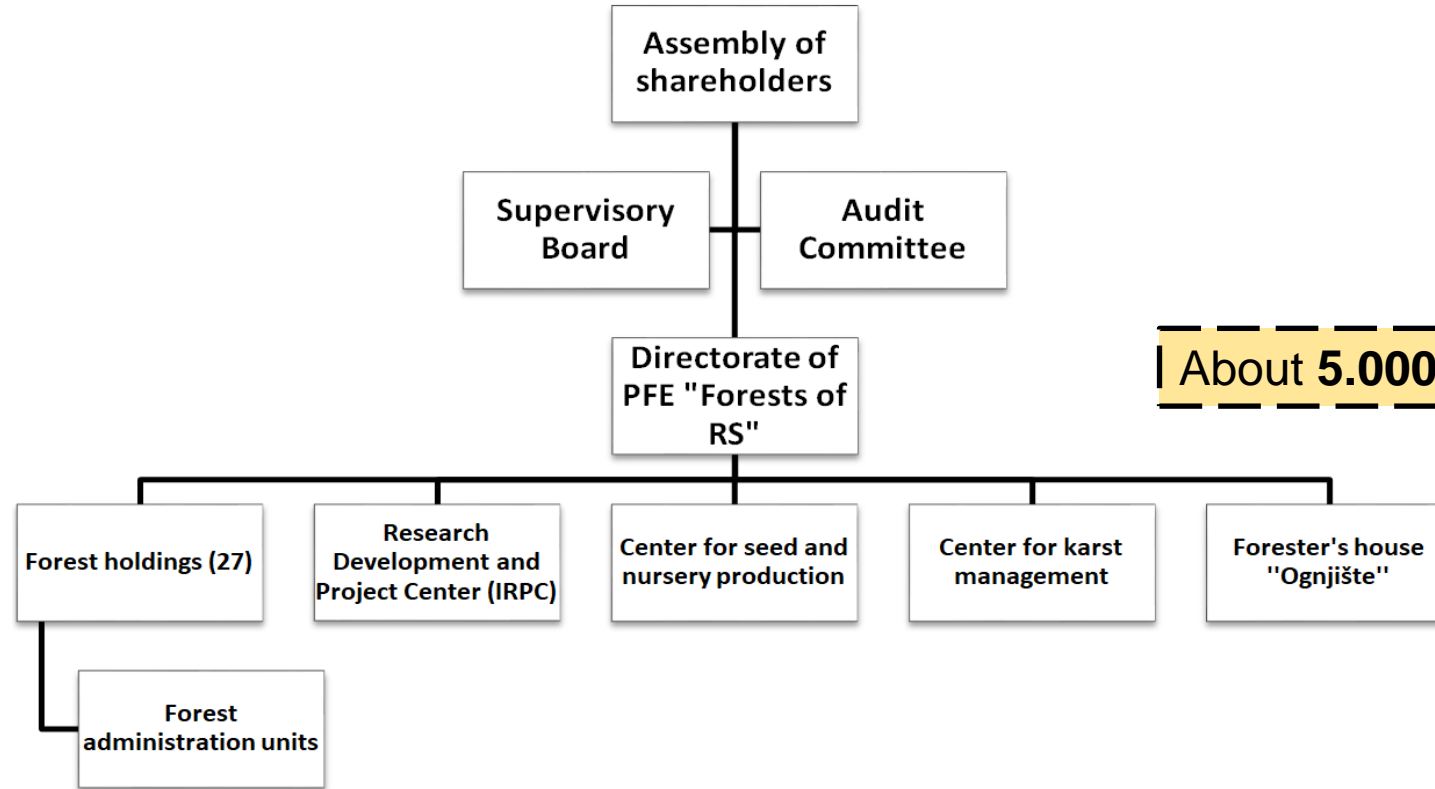 Assembly of
shareholders
Supervisory
Board
Audit
Committee
Directorate of
PFE "Forests of
RS"
About 5.000
Forest holdings (27)
Research
Development and
Project Center (IRPC)
Center for seed and
nursery production
Center for karst
management
Forester's house
''Ognjište''
Forest
administration units